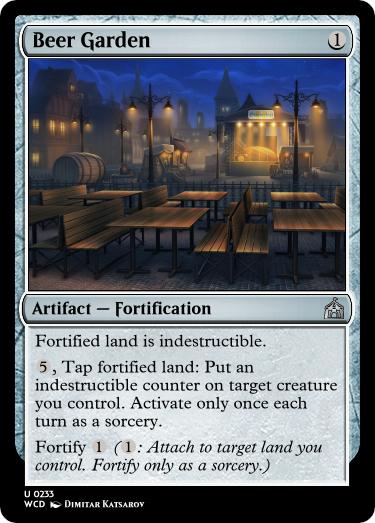 Beer Garden 1
Artifact — Fortification
Fortified land is indestructible.
5, Tap fortified land: Put an
indestructible counter on target creature
you control. Activate only once each
turn as a sorcery.
Fortify 1 (1: Attach to target land you
control. Fortify only as a sorcery.)
U 0233
WCD Dimitar Katsarov